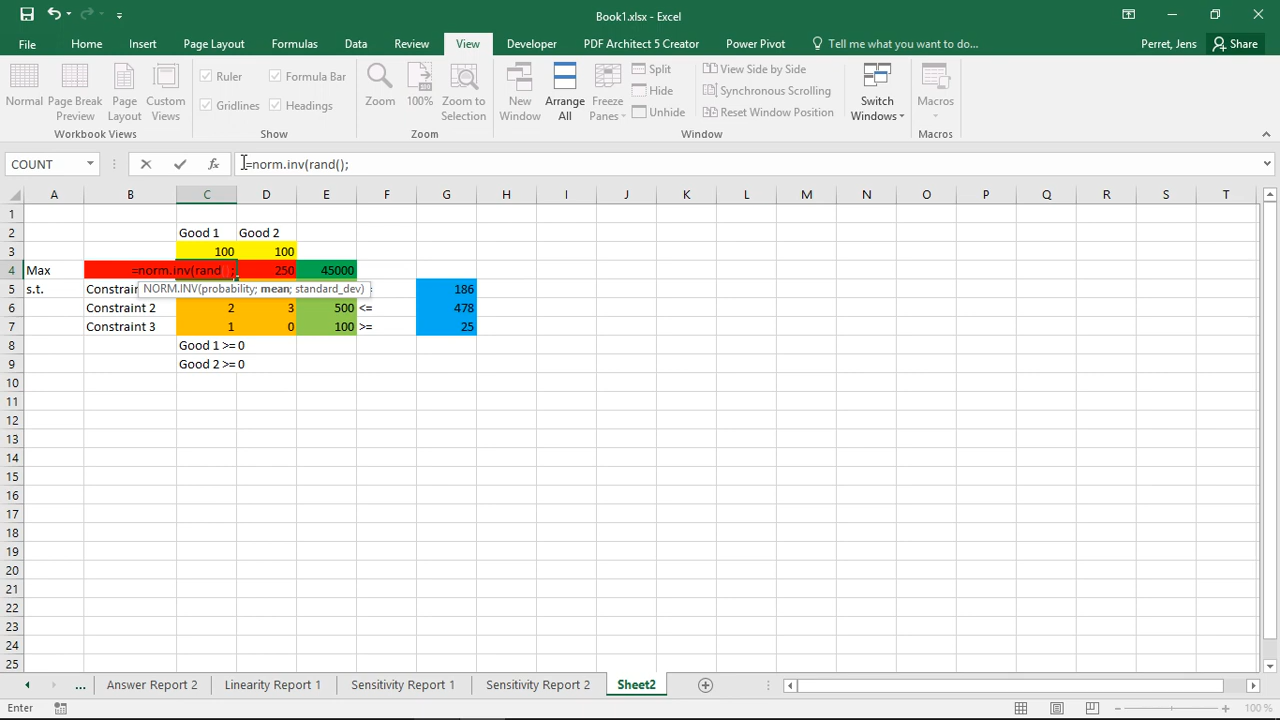 Book1.xlsx - Excel
File Home Insert Page Layout Formulas Data Review View Developer PDF Architect 5 Creator Power Pivot Tell me what you want to do... Perret, Jens Share
Normal Page Break Preview Page Layout Custom Views
Workbook Views
Ruler Formula Bar
Gridlines Headings
Show
Zoom 100% Zoom to Selection
Zoom
New Window Arrange All Freeze Panes
Split
Hide
Unhide
View Side by Side
Synchronous Scrolling
Reset Window Position
Window
Switch Windows
Macros
Macros
COUNT fx =norm.inv(rand();
A B C D E F G H I J K L M N O P Q R S T
1
2 Good 1 Good 2
3 100 100
4 Max =norm.inv(rand(); 250 45000
NORM.INV(probability; mean; standard_dev)
5 s.t. Constrai 186
6 Constraint 2 2 3 500 <= 478
7 Constraint 3 1 0 100 >= 25
8 Good 1 >= 0
9 Good 2 >= 0
10
11
12
13
14
15
16
17
18
19
20
21
22
23
24
25
... Answer Report 2 Linearity Report 1 Sensitivity Report 1 Sensitivity Report 2 Sheet2
Enter 100 %